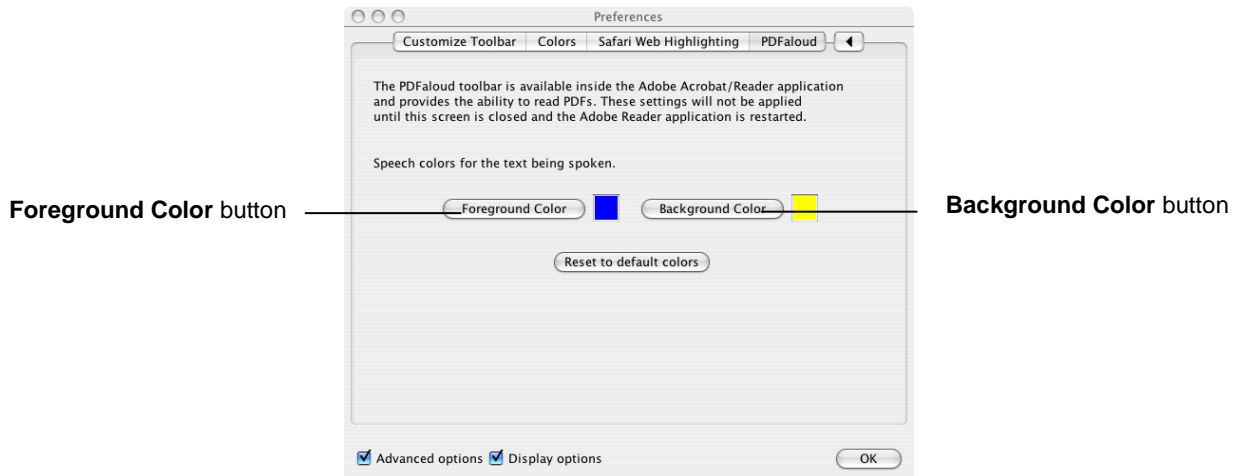 Preferences
Customize Toolbar Colors Safari Web Highlighting PDFaloud
The PDFaloud toolbar is available inside the Adobe Acrobat/Reader application
and provides the ability to read PDFs. These settings will not be applied
until this screen is closed and the Adobe Reader application is restarted.
Speech colors for the text being spoken.
Foreground Color button
Foreground Color Background Color
Background Color button
Reset to default colors
Advanced options Display options OK